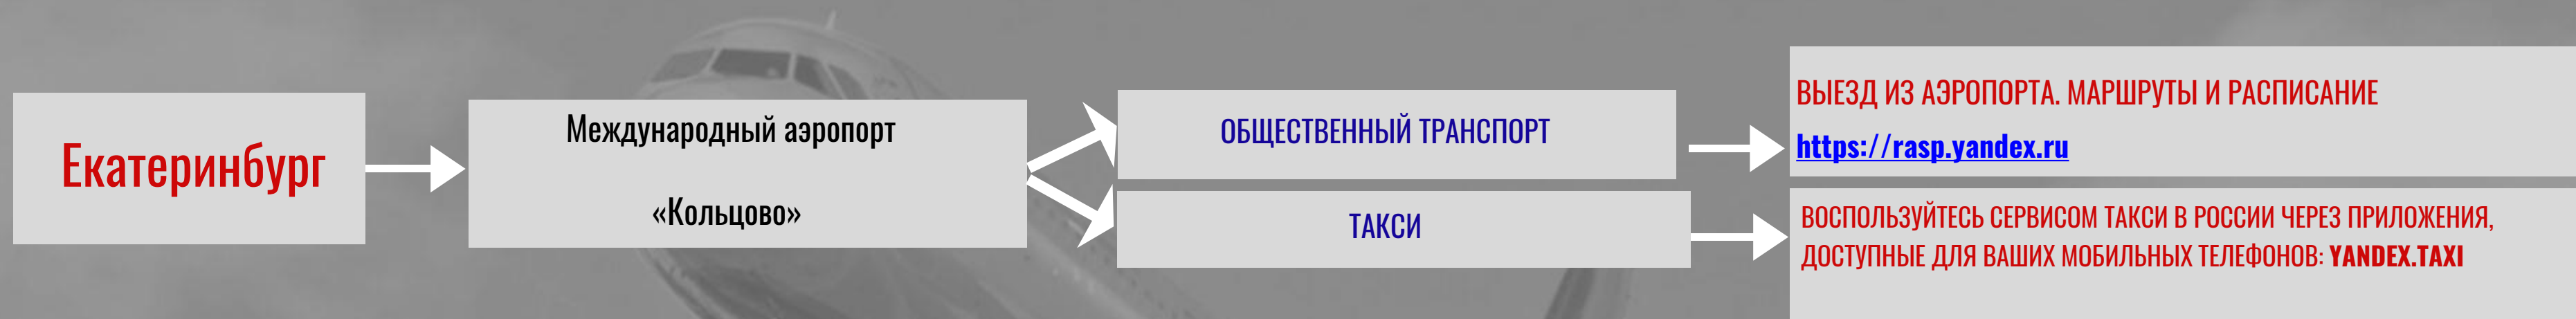 Екатеринбург
Международный аэропорт
«Кольцово»
ОБЩЕСТВЕННЫЙ ТРАНСПОРТ
ТАКСИ
ВЫЕЗД ИЗ АЭРОПОРТА. МАРШРУТЫ И РАСПИСАНИЕ
https://rasp.yandex.ru
ВОСПОЛЬЗУЙТЕСЬ СЕРВИСОМ ТАКСИ В РОССИИ ЧЕРЕЗ ПРИЛОЖЕНИЯ,
ДОСТУПНЫЕ ДЛЯ ВАШИХ МОБИЛЬНЫХ ТЕЛЕФОНОВ: YANDEX.TAXI